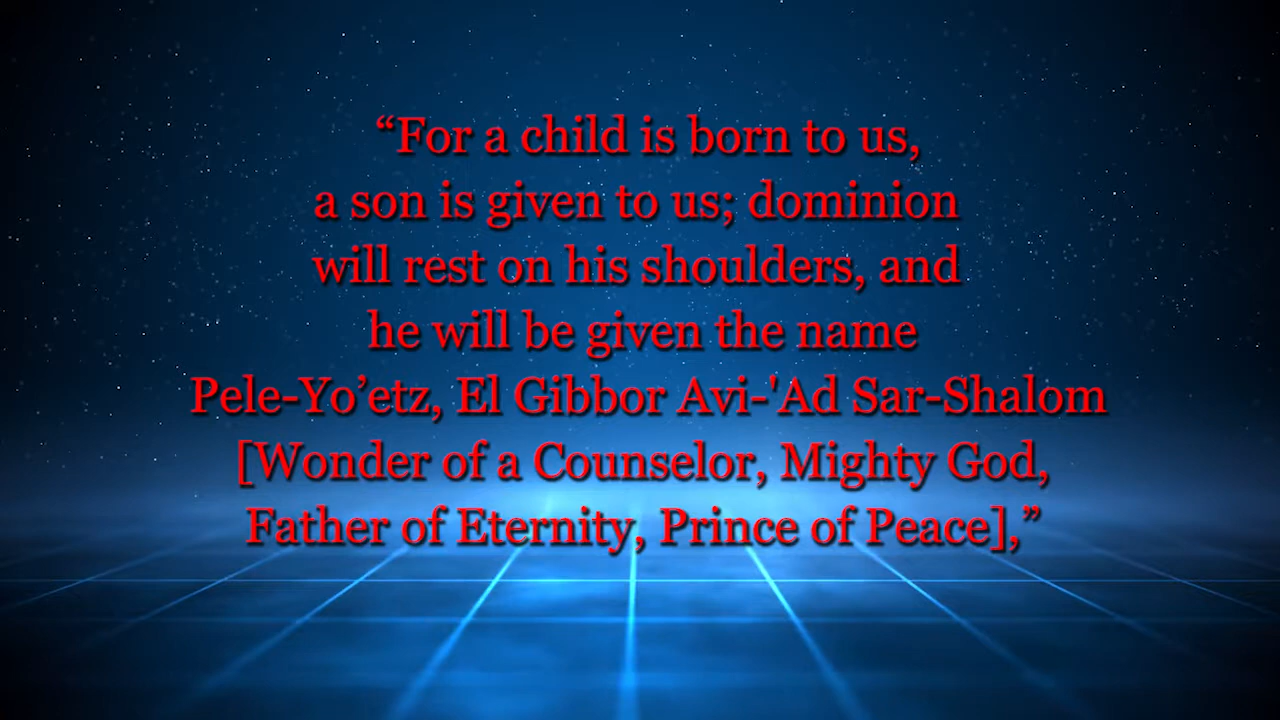 “For a child is born to us,
a son is given to us; dominion
will rest on his shoulders, and
he will be given the name
Pele-Yo’etz, El Gibbor Avi-'Ad Sar-Shalom
[Wonder of a Counselor, Mighty God,
Father of Eternity, Prince of Peace],”